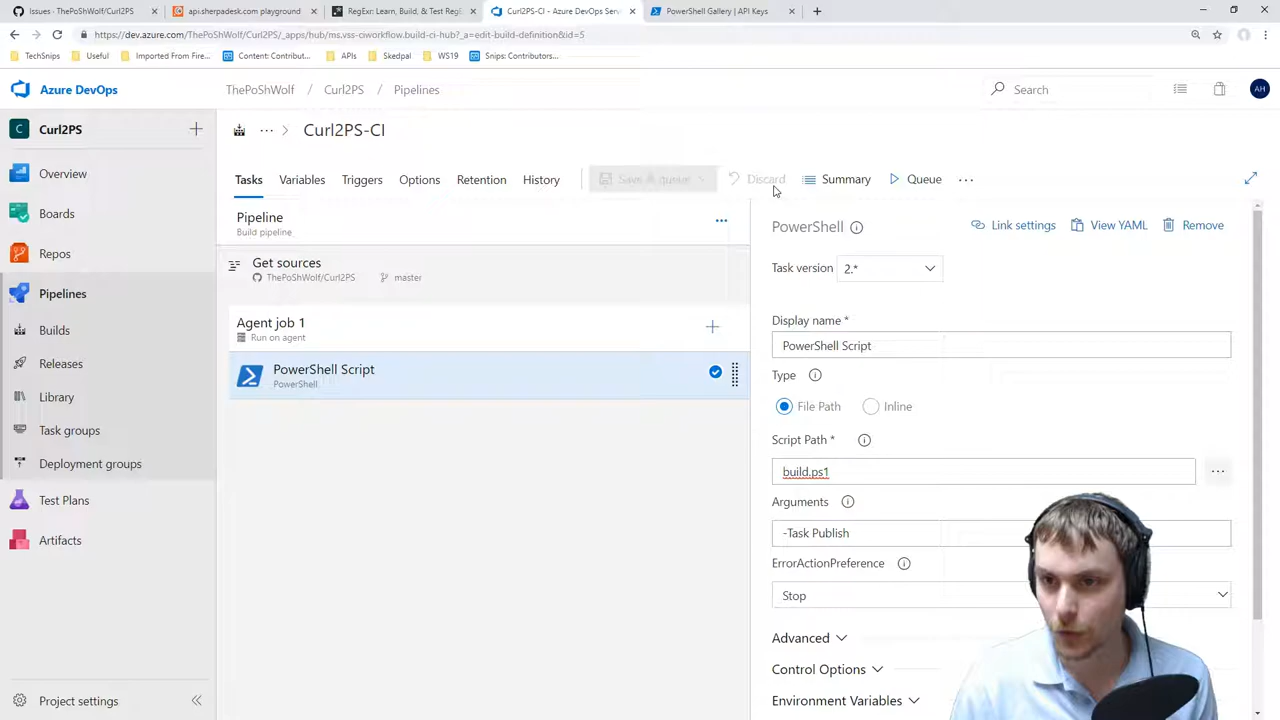 Issues · ThePoShWolf/Curl2PS
api.sherpadesk.com playground
RegExr: Learn, Build, & Test Reg
Curl2PS-CI - Azure DevOps Serv
PowerShell Gallery | API Keys
https://dev.azure.com/ThePoShWolf/Curl2PS/_apps/hub/ms.vss-ciworkflow.build-ci-hub?_a=edit-build-definition&id=5
TechSnips
Useful
Imported From Fire...
Content: Contribut...
APIs
Skedpal
WS19
Snips: Contributors...
Azure DevOps
ThePoShWolf / Curl2PS / Pipelines
Search
AH
C Curl2PS
Overview
Boards
Repos
Pipelines
Builds
Releases
Library
Task groups
Deployment groups
Test Plans
Artifacts
Project settings
... > Curl2PS-CI
Tasks Variables Triggers Options Retention History
Save & queue
Discard
Summary
Queue
...
Pipeline
Build pipeline
Get sources
ThePoShWolf/Curl2PS
master
Agent job 1
Run on agent
PowerShell Script
PowerShell
PowerShell
Link settings
View YAML
Remove
Task version 2.*
Display name *
PowerShell Script
Type
File Path
Inline
Script Path *
build.ps1
Arguments
-Task Publish
ErrorActionPreference
Stop
Advanced
Control Options
Environment Variables